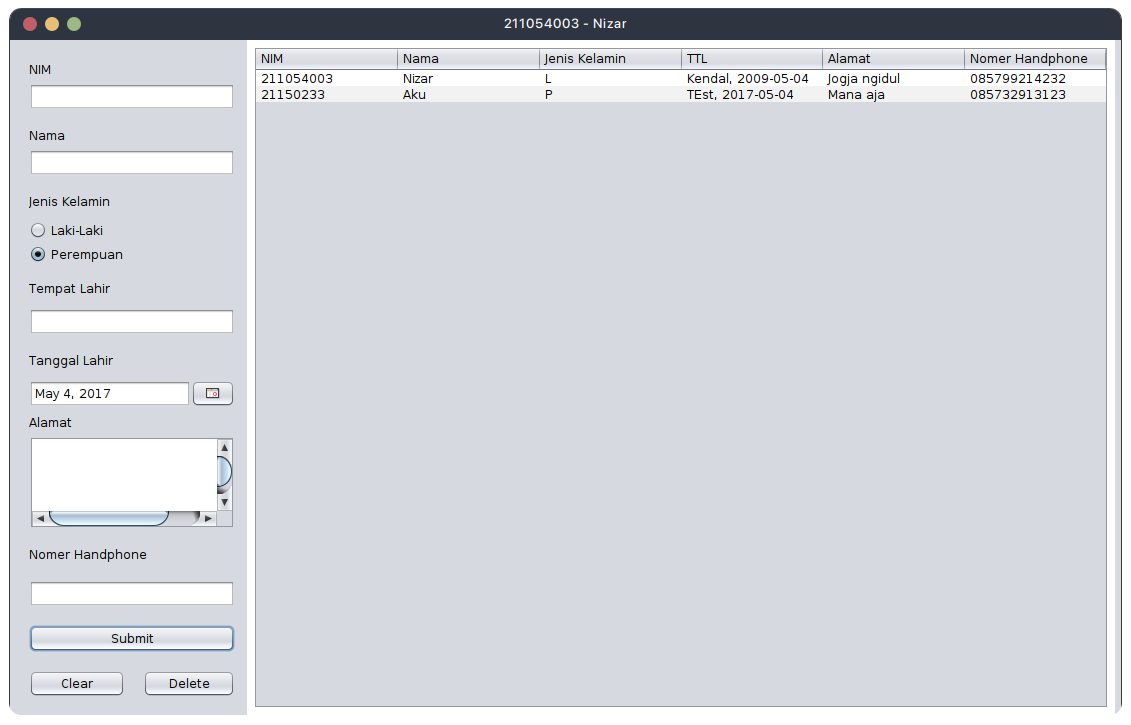 211054003 - Nizar
NIM
Nama
Jenis Kelamin
Laki-Laki
Perempuan
Tempat Lahir
Tanggal Lahir
May 4, 2017
Alamat
Nomer Handphone
Submit
Clear Delete
NIM Nama Jenis Kelamin TTL Alamat Nomer Handphone
211054003 Nizar L Kendal, 2009-05-04 Jogja ngidul 085799214232
21150233 Aku P TEst, 2017-05-04 Mana aja 085732913123